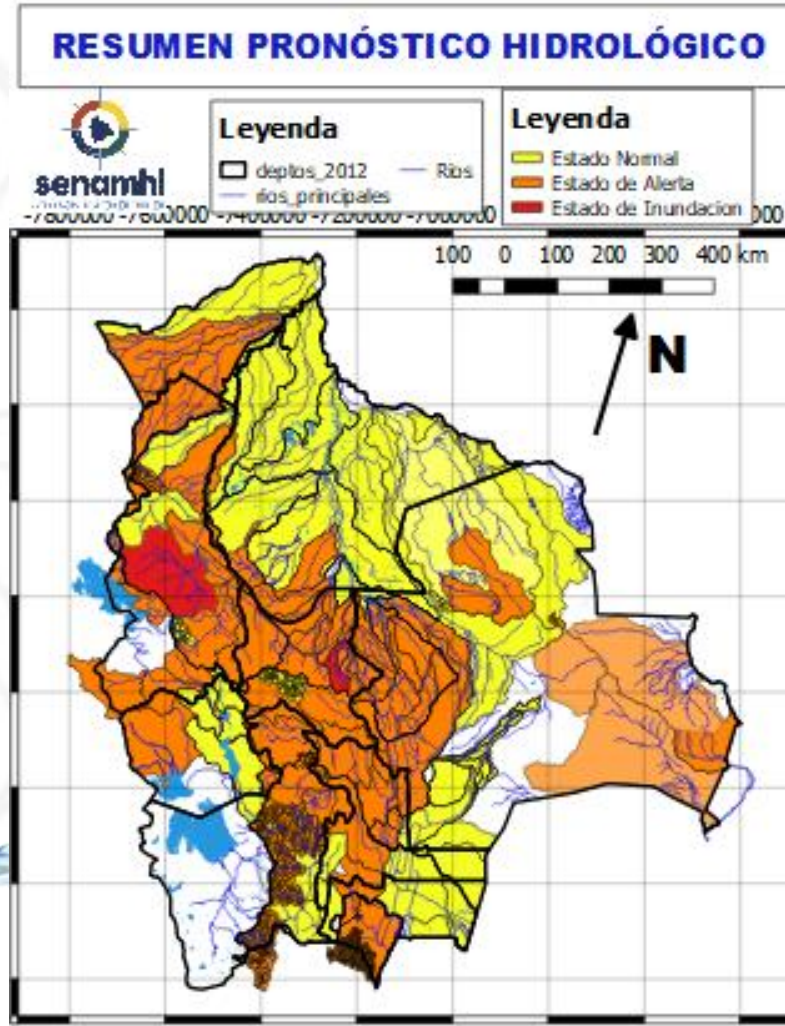 RESUMEN PRONÓSTICO HIDROLÓGICO
senamhi
Leyenda
deptos_2012
Rios
rios_principales
Leyenda
Estado Normal
Estado de Alerta
Estado de Inundacion
-7800000 -7600000 -7400000 -7200000 -7000000
100 0 100 200 300 400 km
N